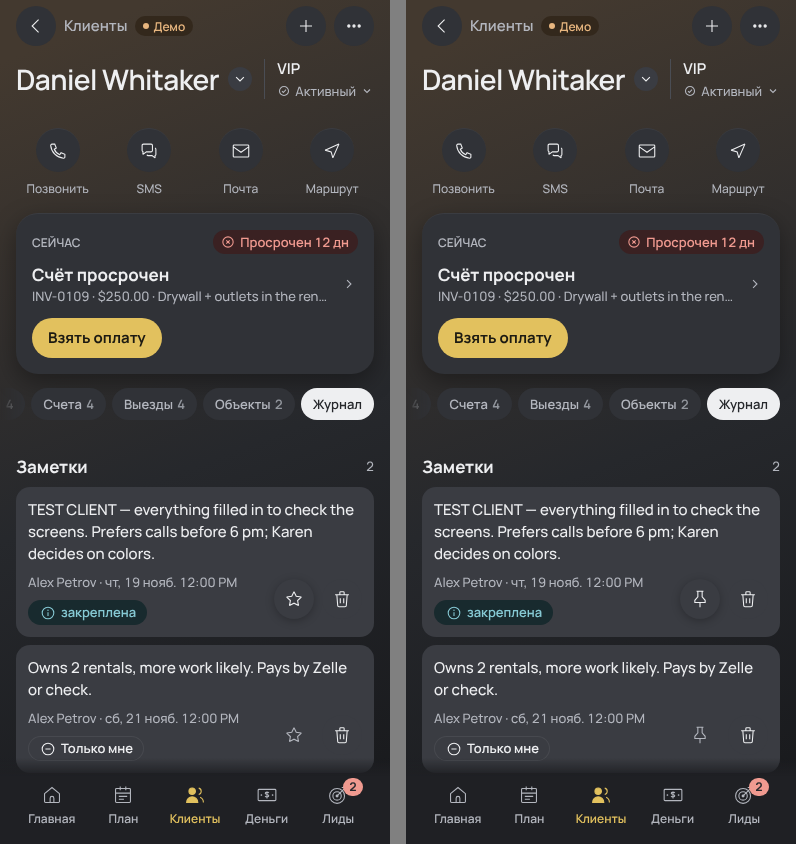 Клиенты
Демо
Daniel Whitaker
VIP
Активный
Позвонить
SMS
Почта
Маршрут
СЕЙЧАС
Просрочен 12 дн
Счёт просрочен
INV-0109 · $250.00 · Drywall + outlets in the ren…
Взять оплату
4
Счета 4
Выезды 4
Объекты 2
Журнал
Заметки
2
TEST CLIENT — everything filled in to check the
screens. Prefers calls before 6 pm; Karen
decides on colors.
Alex Petrov · чт, 19 нояб. 12:00 PM
закреплена
Owns 2 rentals, more work likely. Pays by Zelle
or check.
Alex Petrov · сб, 21 нояб. 12:00 PM
Только мне
Главная
План
Клиенты
Деньги
2
Лиды
Клиенты
Демо
Daniel Whitaker
VIP
Активный
Позвонить
SMS
Почта
Маршрут
СЕЙЧАС
Просрочен 12 дн
Счёт просрочен
INV-0109 · $250.00 · Drywall + outlets in the ren…
Взять оплату
4
Счета 4
Выезды 4
Объекты 2
Журнал
Заметки
2
TEST CLIENT — everything filled in to check the
screens. Prefers calls before 6 pm; Karen
decides on colors.
Alex Petrov · чт, 19 нояб. 12:00 PM
закреплена
Owns 2 rentals, more work likely. Pays by Zelle
or check.
Alex Petrov · сб, 21 нояб. 12:00 PM
Только мне
Главная
План
Клиенты
Деньги
2
Лиды